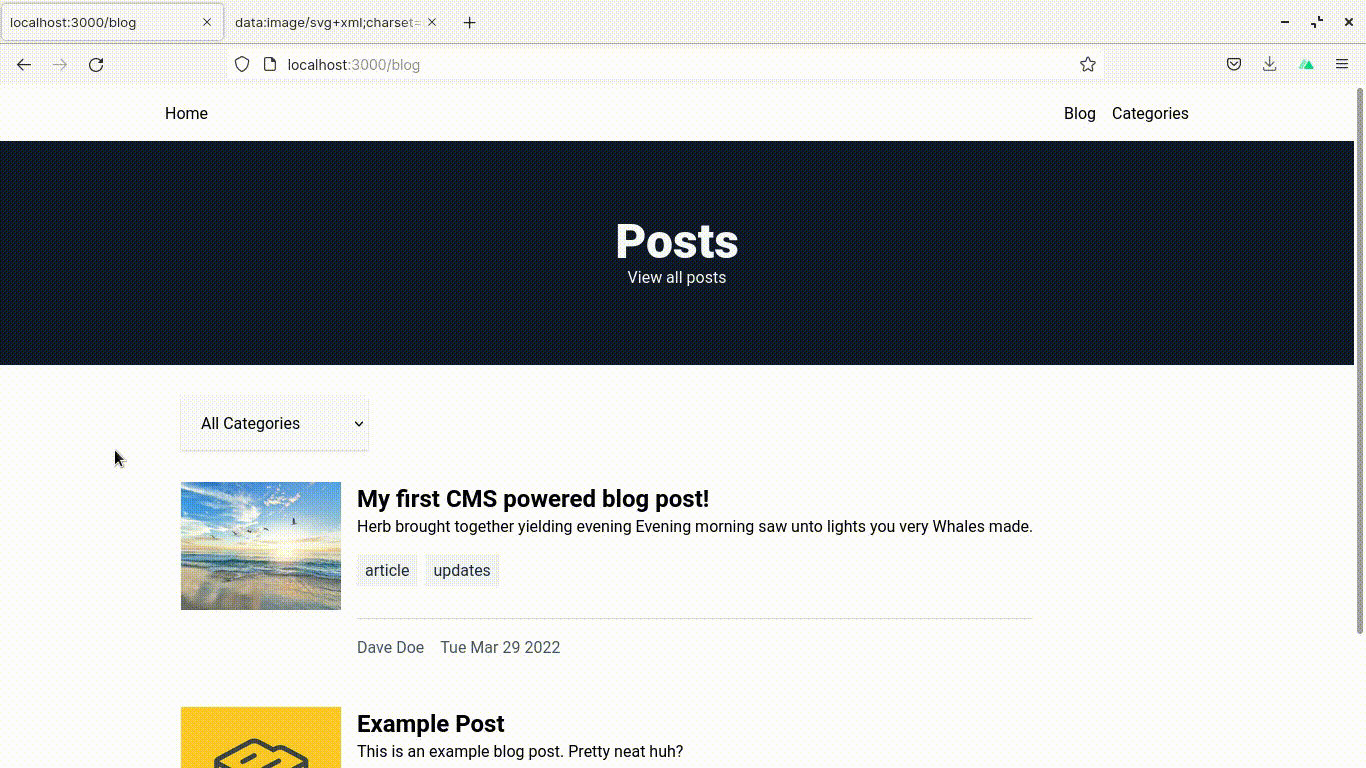 localhost:3000/blog
data:image/svg+xml;charset=
localhost:3000/blog
Home
Blog Categories
Posts
View all posts
All Categories
My first CMS powered blog post!
Herb brought together yielding evening Evening morning saw unto lights you very Whales made.
article updates
Dave Doe Tue Mar 29 2022
Example Post
This is an example blog post. Pretty neat huh?